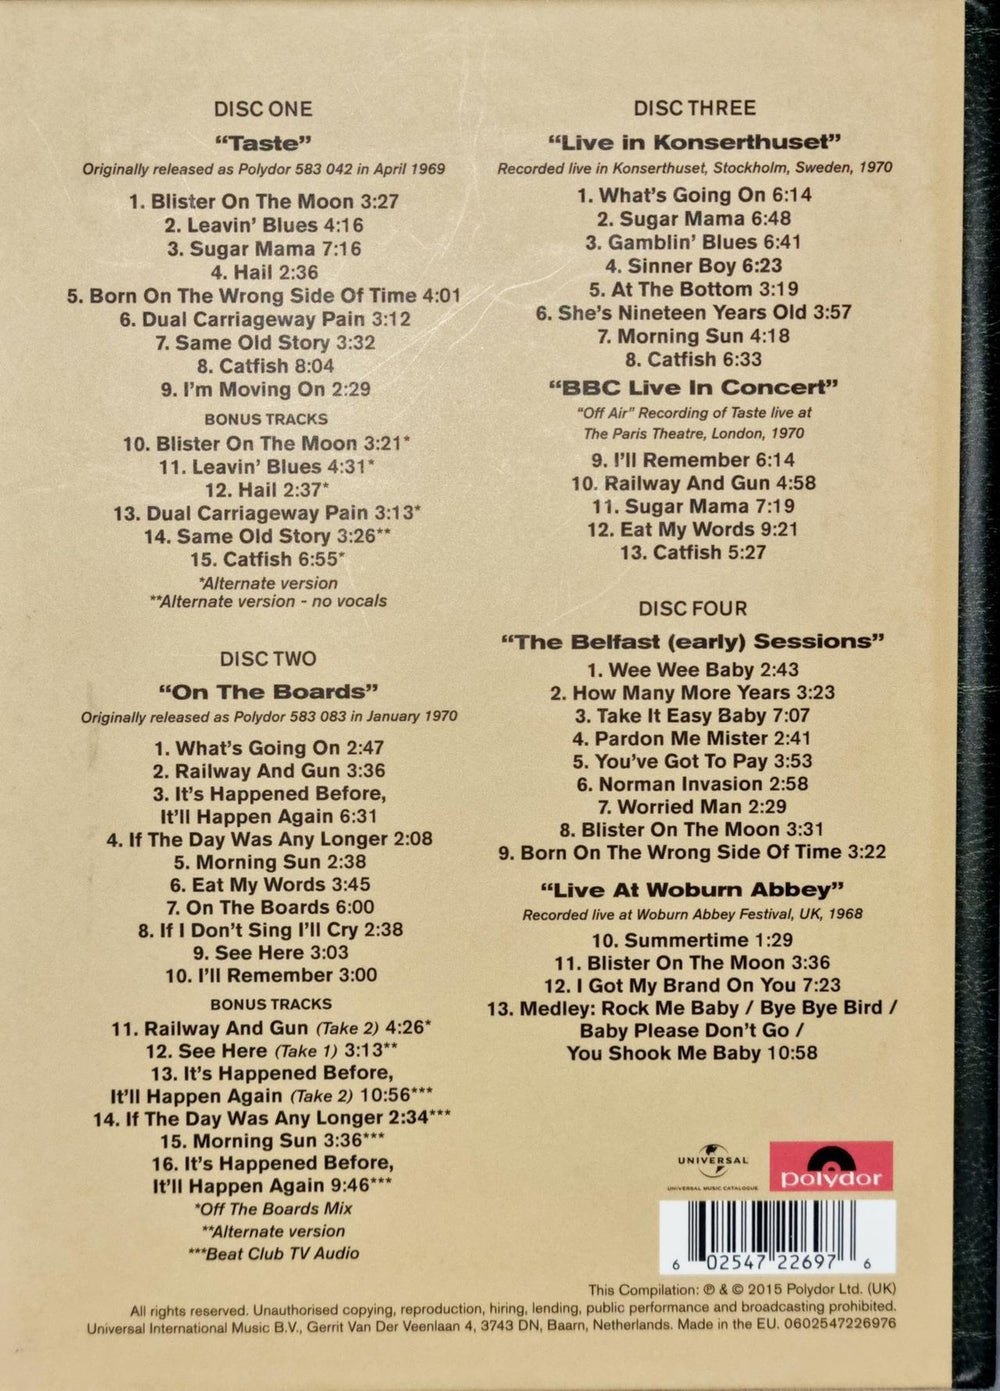 DISC ONE
“Taste”
Originally released as Polydor 583 042 in April 1969
1. Blister On The Moon 3:27
2. Leavin’ Blues 4:16
3. Sugar Mama 7:16
4. Hail 2:36
5. Born On The Wrong Side Of Time 4:01
6. Dual Carriageway Pain 3:12
7. Same Old Story 3:32
8. Catfish 8:04
9. I’m Moving On 2:29
BONUS TRACKS
10. Blister On The Moon 3:21*
11. Leavin’ Blues 4:31*
12. Hail 2:37*
13. Dual Carriageway Pain 3:13*
14. Same Old Story 3:26**
15. Catfish 6:55*
*Alternate version
**Alternate version - no vocals
DISC TWO
“On The Boards”
Originally released as Polydor 583 083 in January 1970
1. What’s Going On 2:47
2. Railway And Gun 3:36
3. It’s Happened Before,
It’ll Happen Again 6:31
4. If The Day Was Any Longer 2:08
5. Morning Sun 2:38
6. Eat My Words 3:45
7. On The Boards 6:00
8. If I Don’t Sing I’ll Cry 2:38
9. See Here 3:03
10. I’ll Remember 3:00
BONUS TRACKS
11. Railway And Gun (Take 2) 4:26*
12. See Here (Take 1) 3:13**
13. It’s Happened Before,
It’ll Happen Again (Take 2) 10:56***
14. If The Day Was Any Longer 2:34***
15. Morning Sun 3:36***
16. It’s Happened Before,
It’ll Happen Again 9:46***
*Off The Boards Mix
**Alternate version
***Beat Club TV Audio
DISC THREE
“Live in Konserthuset”
Recorded live in Konserthuset, Stockholm, Sweden, 1970
1. What’s Going On 6:14
2. Sugar Mama 6:48
3. Gamblin’ Blues 6:41
4. Sinner Boy 6:23
5. At The Bottom 3:19
6. She’s Nineteen Years Old 3:57
7. Morning Sun 4:18
8. Catfish 6:33
“BBC Live In Concert”
“Off Air” Recording of Taste live at
The Paris Theatre, London, 1970
9. I’ll Remember 6:14
10. Railway And Gun 4:58
11. Sugar Mama 7:19
12. Eat My Words 9:21
13. Catfish 5:27
DISC FOUR
“The Belfast (early) Sessions”
1. Wee Wee Baby 2:43
2. How Many More Years 3:23
3. Take It Easy Baby 7:07
4. Pardon Me Mister 2:41
5. You’ve Got To Pay 3:53
6. Norman Invasion 2:58
7. Worried Man 2:29
8. Blister On The Moon 3:31
9. Born On The Wrong Side Of Time 3:22
“Live At Woburn Abbey”
Recorded live at Woburn Abbey Festival, UK, 1968
10. Summertime 1:29
11. Blister On The Moon 3:36
12. I Got My Brand On You 7:23
13. Medley: Rock Me Baby / Bye Bye Bird /
Baby Please Don’t Go /
You Shook Me Baby 10:58
UNIVERSAL
UNIVERSAL MUSIC CATALOGUE
polydor
6 02547 22697 6
This Compilation: ℗ & © 2015 Polydor Ltd. (UK)
All rights reserved. Unauthorised copying, reproduction, hiring, lending, public performance and broadcasting prohibited.
Universal International Music B.V., Gerrit Van Der Veenlaan 4, 3743 DN, Baarn, Netherlands. Made in the EU. 0602547226976